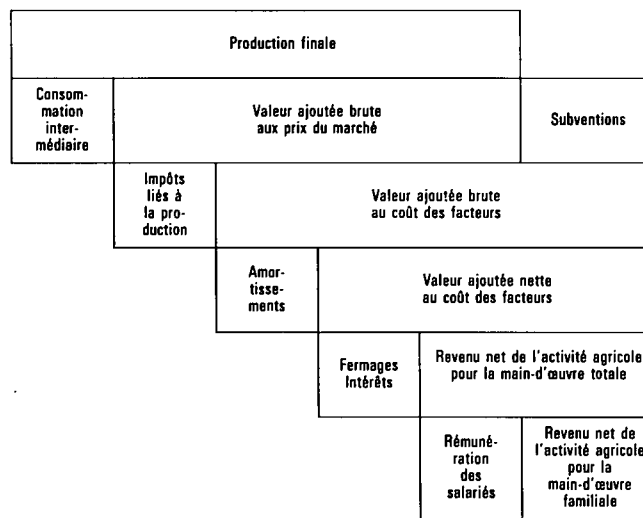 Production finale
Consom-
mation
inter-
médiaire
Valeur ajoutée brute
aux prix du marché
Subventions
Impôts
liés à
la pro-
duction
Valeur ajoutée brute
au coût des facteurs
Amor-
tisse-
ments
Valeur ajoutée nette
au coût des facteurs
Fermages
Intérêts
Revenu net de l'activité agricole
pour la main-d'œuvre totale
Rémuné-
ration
des
salariés
Revenu net de
l'activité agricole
pour la
main-d'œuvre
familiale